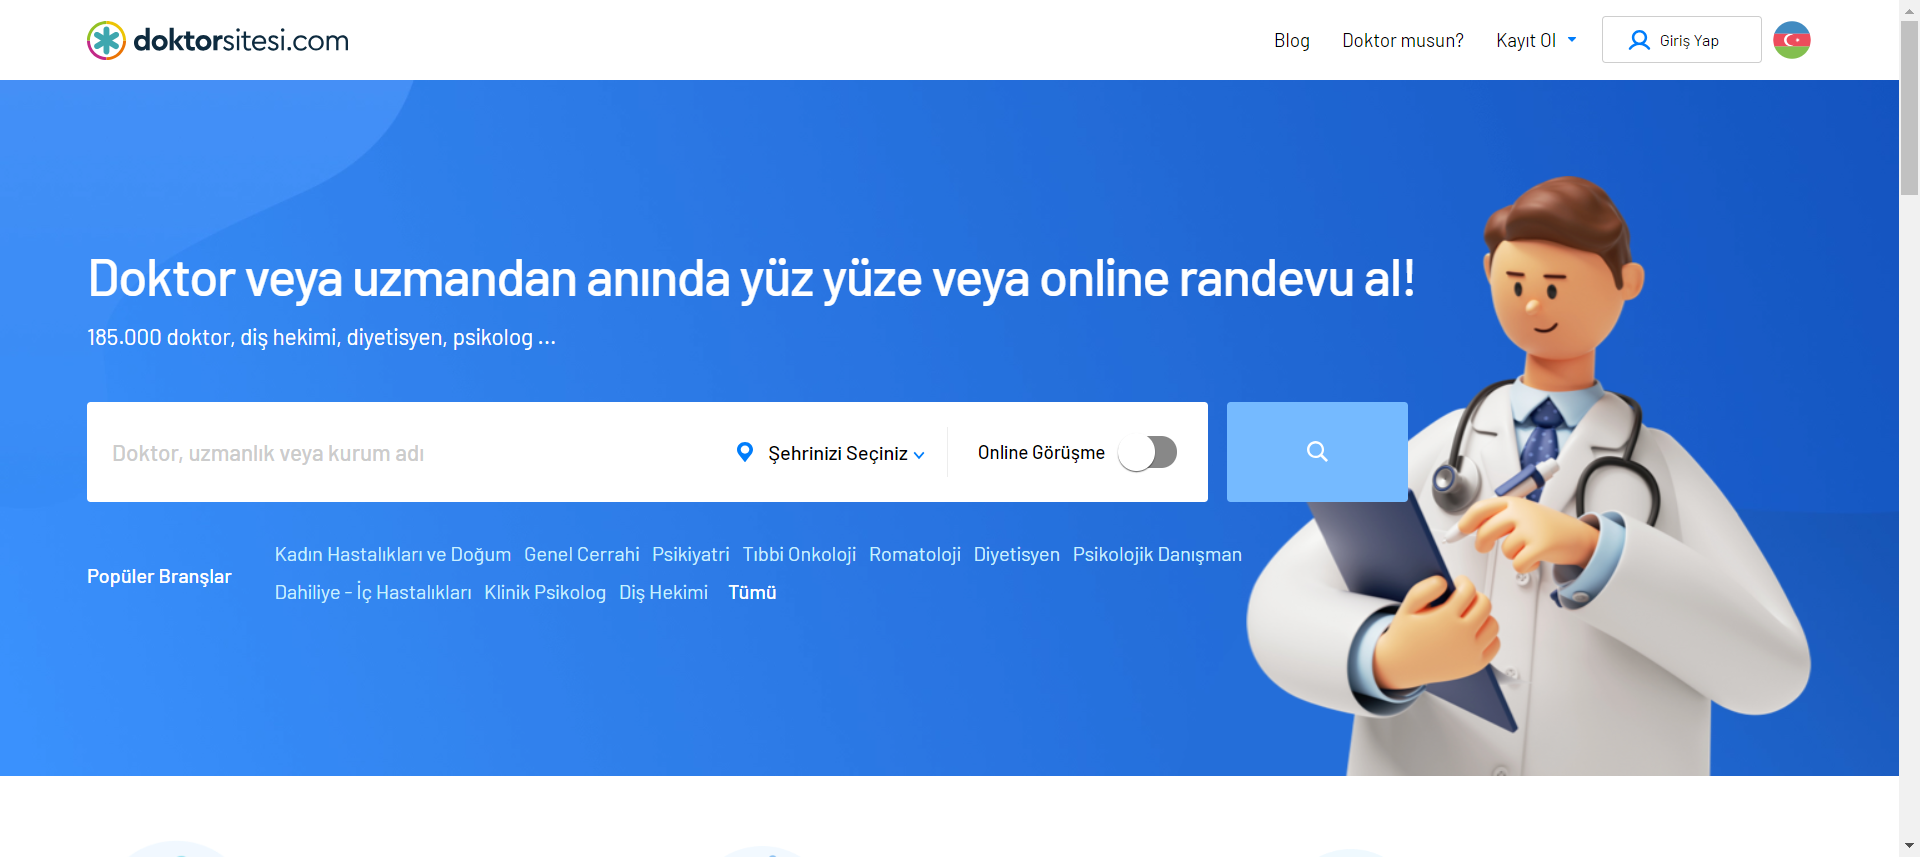 doktorsitesi.com
Blog Doktor musun? Kayıt Ol Giriş Yap
Doktor veya uzmandan anında yüz yüze veya online randevu al!
185.000 doktor, diş hekimi, diyetisyen, psikolog ...
Doktor, uzmanlık veya kurum adı Şehrinizi Seçiniz Online Görüşme
Popüler Branşlar
Kadın Hastalıkları ve Doğum Genel Cerrahi Psikiyatri Tıbbi Onkoloji Romatoloji Diyetisyen Psikolojik Danışman
Dahiliye - İç Hastalıkları Klinik Psikolog Diş Hekimi Tümü